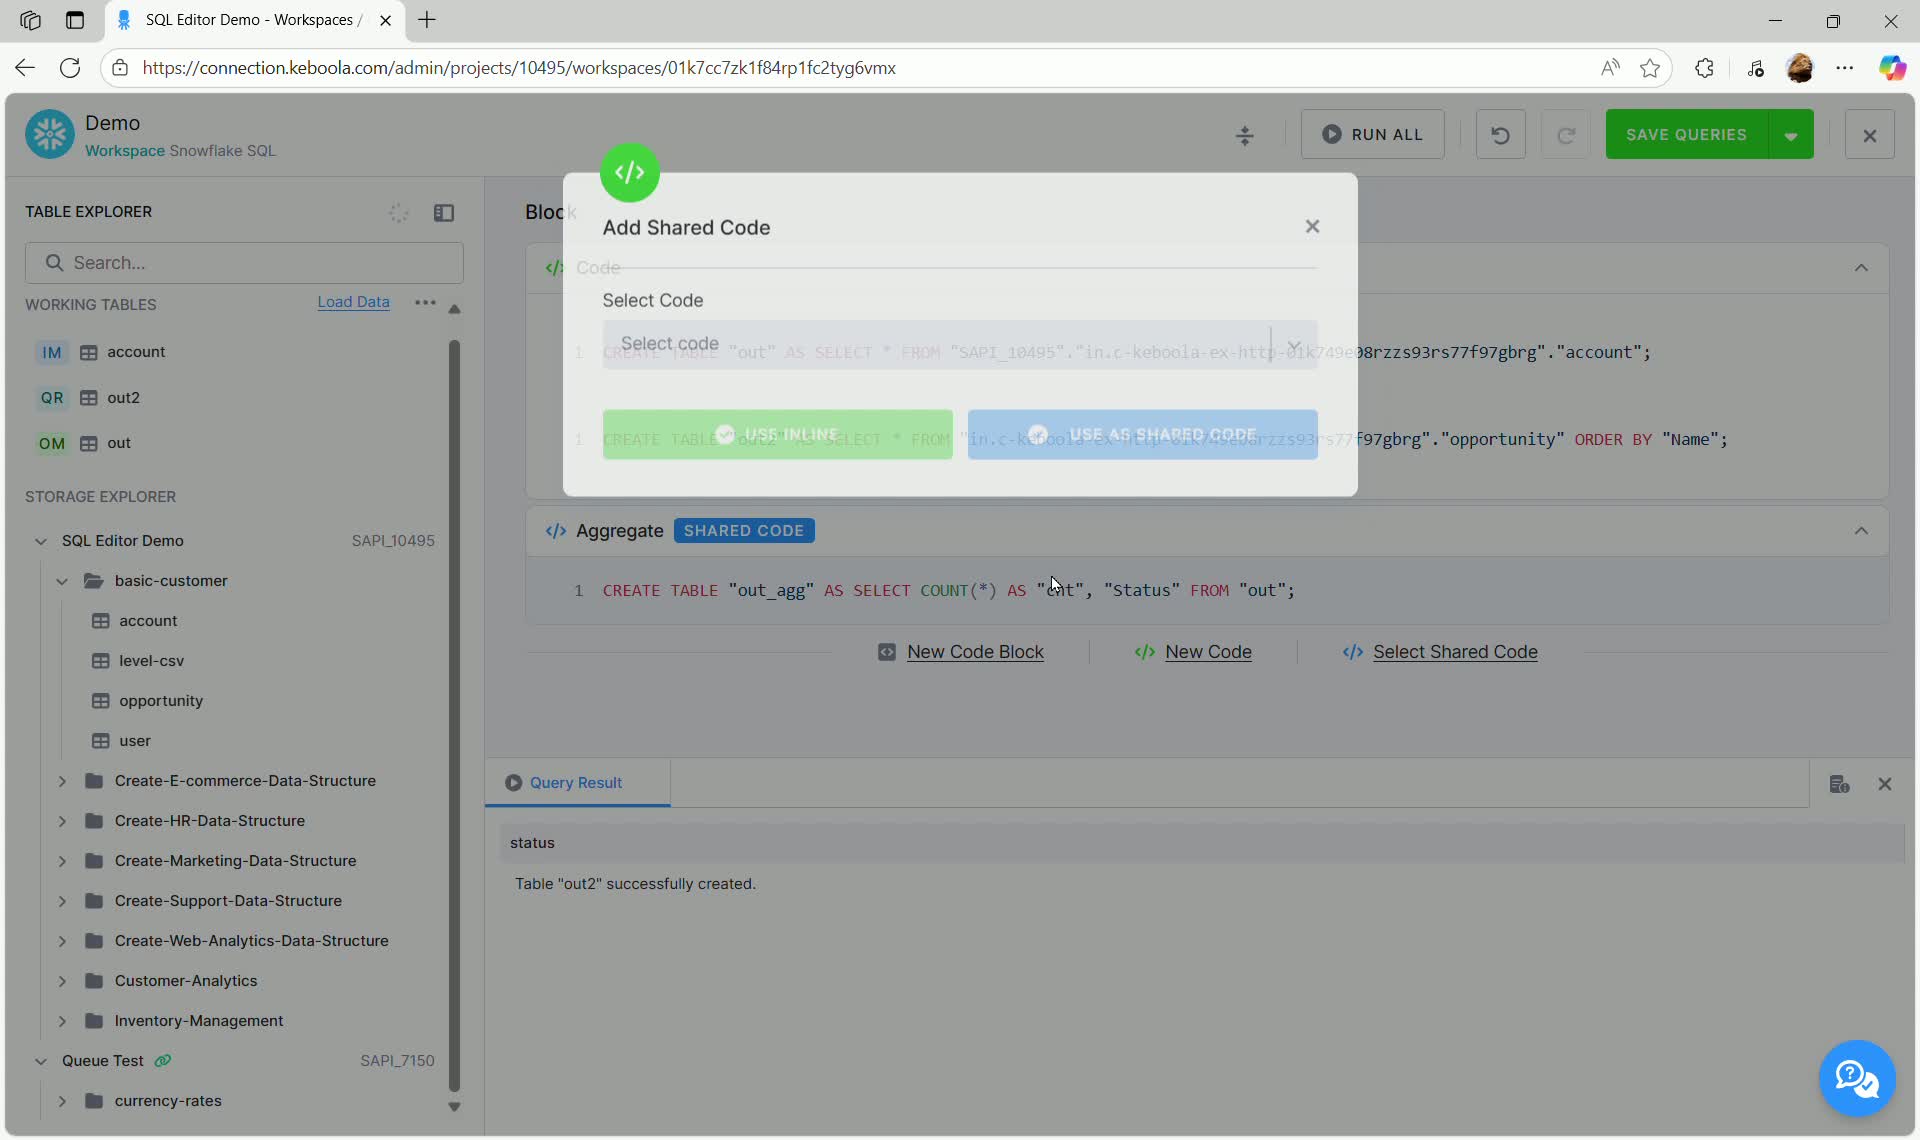 SQL Editor Demo - Workspaces /
https://connection.keboola.com/admin/projects/10495/workspaces/01k7cc7zk1f84rp1fc2tyg6vmx
Demo
Workspace Snowflake SQL
RUN ALL
SAVE QUERIES
TABLE EXPLORER
Search...
WORKING TABLES
Load Data
IM account
QR out2
OM out
STORAGE EXPLORER
SQL Editor Demo SAPI_10495
basic-customer
account
level-csv
opportunity
user
Create-E-commerce-Data-Structure
Create-HR-Data-Structure
Create-Marketing-Data-Structure
Create-Support-Data-Structure
Create-Web-Analytics-Data-Structure
Customer-Analytics
Inventory-Management
Queue Test SAPI_7150
currency-rates
Block
</> Code
</>
Add Shared Code
Select Code
Select code
1 CREATE TABLE "out" AS SELECT * FROM "SAPI_10495"."in.c-keboola-ex-http-01k749e08rzzs93rs77f97gbrg"."account";
USE INLINE
USE AS SHARED CODE
1 CREATE TABLE "out2" AS SELECT * FROM "in.c-keboola-ex-http-01k749e08rzzs93rs77f97gbrg"."opportunity" ORDER BY "Name";
</> Aggregate SHARED CODE
1 CREATE TABLE "out_agg" AS SELECT COUNT(*) AS "cnt", "Status" FROM "out";
New Code Block
</> New Code
</> Select Shared Code
Query Result
status
Table "out2" successfully created.